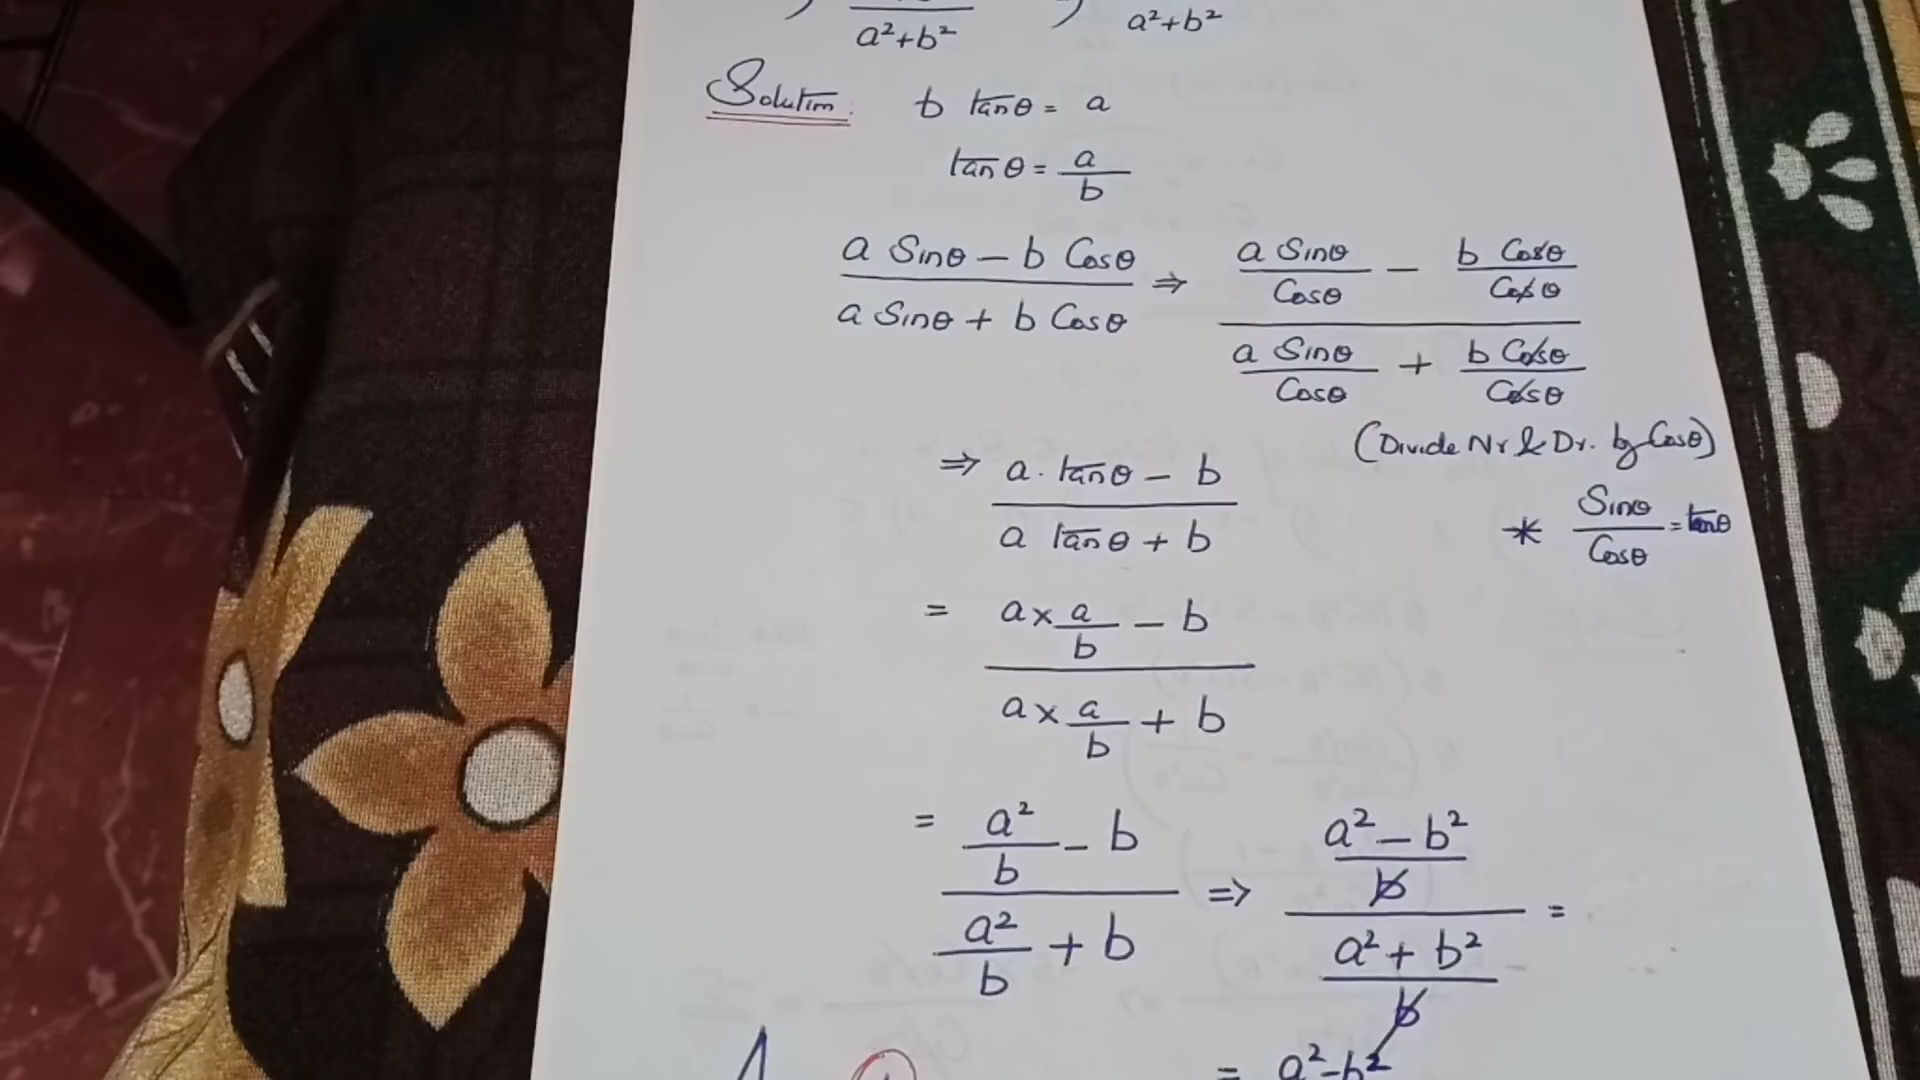 a²+b²    a²+b²
Solution. b tanθ = a
tanθ = a/b
(a Sinθ − b Cosθ)/(a Sinθ + b Cosθ) ⇒ (a Sinθ/Cosθ − b Cosθ/Cosθ)/(a Sinθ/Cosθ + b Cosθ/Cosθ)
(Divide Nr & Dr. by Cosθ)
⇒ (a · tanθ − b)/(a tanθ + b)
* Sinθ/Cosθ = tanθ
= (a × a/b − b)/(a × a/b + b)
= (a²/b − b)/(a²/b + b) ⇒ ((a² − b²)/b)/((a² + b²)/b) =
= a²−b²